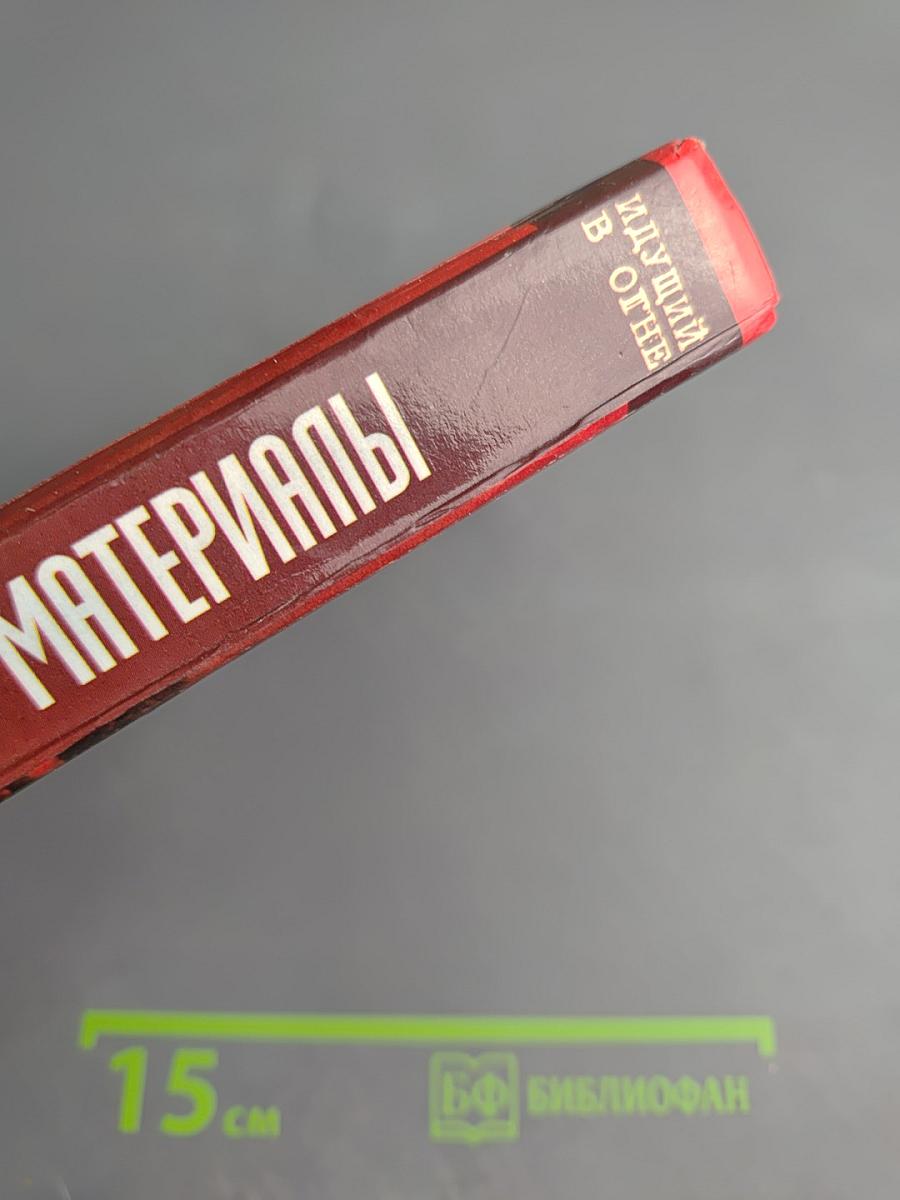 МАТЕРИАЛЫ
ИДУЩИЙ
В ОГНЕ
15 см
БФ БИБЛИОФАН